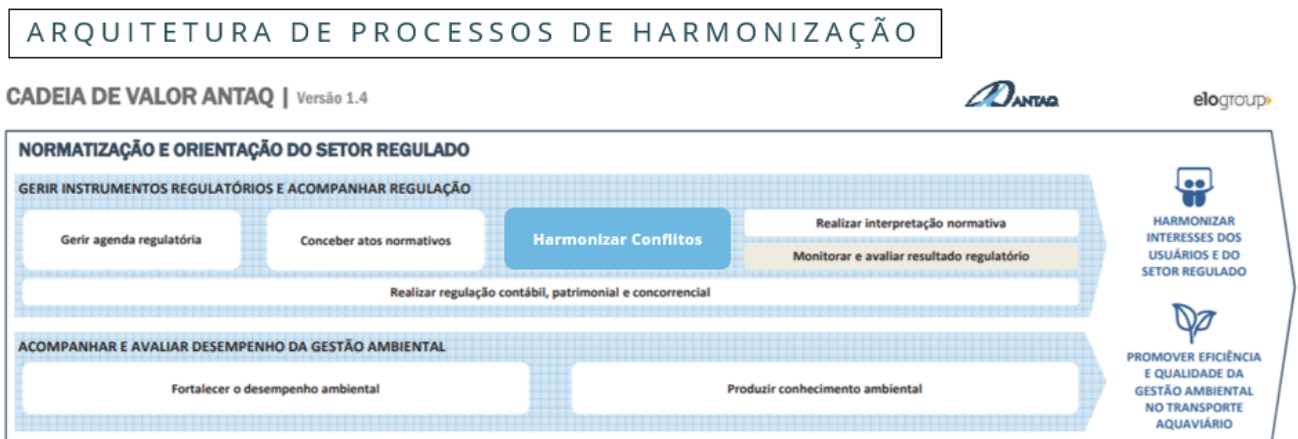 ARQUITETURA DE PROCESSOS DE HARMONIZAÇÃO
CADEIA DE VALOR ANTAQ | Versão 1.4
ANTAQ
elogroup
NORMATIZAÇÃO E ORIENTAÇÃO DO SETOR REGULADO
GERIR INSTRUMENTOS REGULATÓRIOS E ACOMPANHAR REGULAÇÃO
Gerir agenda regulatória
Conceber atos normativos
Harmonizar Conflitos
Realizar interpretação normativa
Monitorar e avaliar resultado regulatório
Realizar regulação contábil, patrimonial e concorrencial
HARMONIZAR
INTERESSES DOS
USUÁRIOS E DO
SETOR REGULADO
ACOMPANHAR E AVALIAR DESEMPENHO DA GESTÃO AMBIENTAL
Fortalecer o desempenho ambiental
Produzir conhecimento ambiental
PROMOVER EFICIÊNCIA
E QUALIDADE DA
GESTÃO AMBIENTAL
NO TRANSPORTE
AQUAVIÁRIO